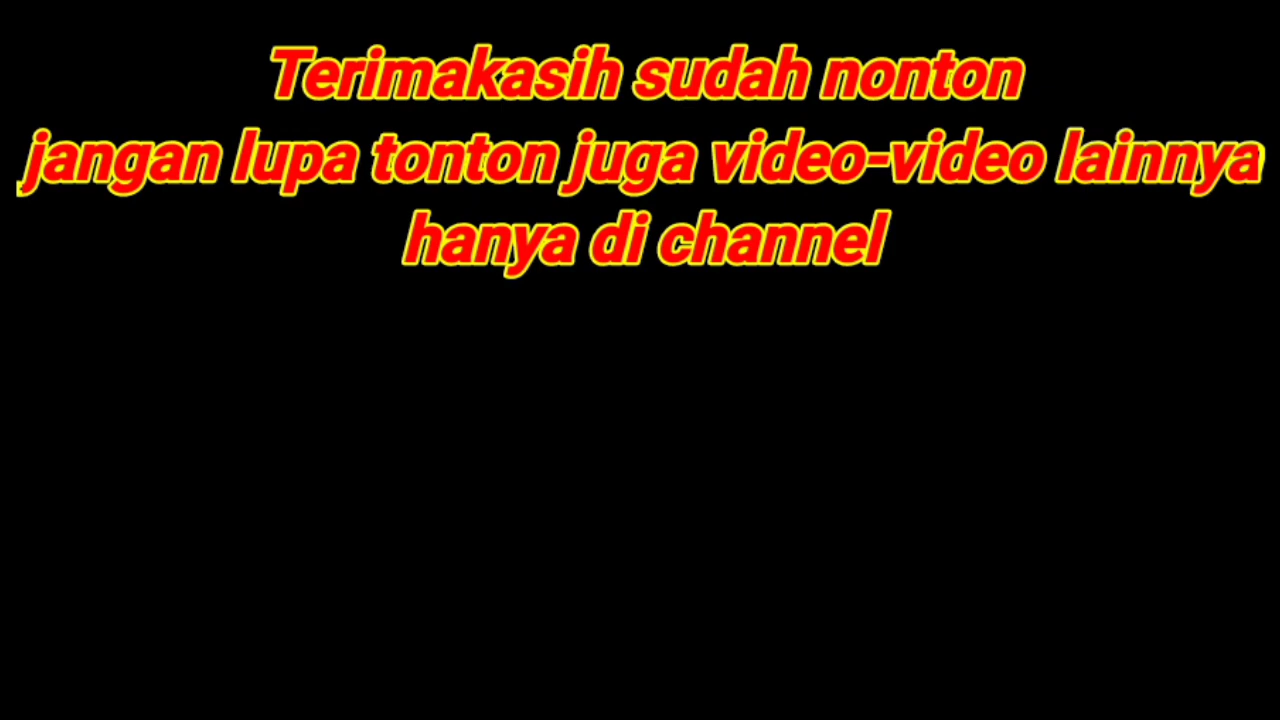 Terimakasih sudah nonton
jangan lupa tonton juga video-video lainnya
hanya di channel